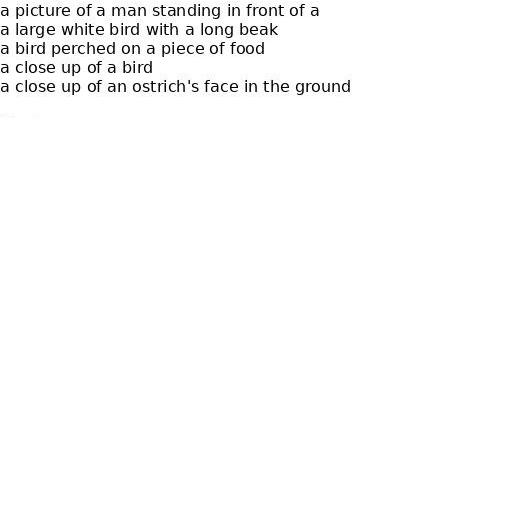 a picture of a man standing in front of a
a large white bird with a long beak
a bird perched on a piece of food
a close up of a bird
a close up of an ostrich's face in the ground